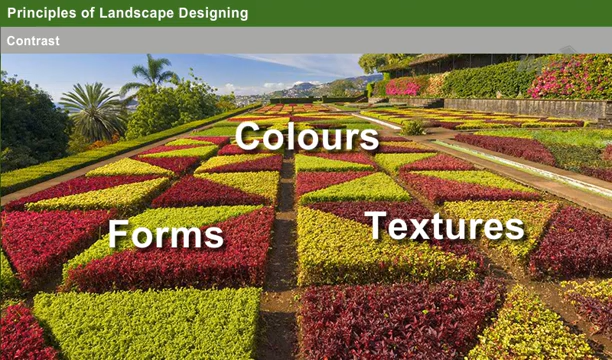 Principles of Landscape Designing
Contrast
Colours
Forms
Textures